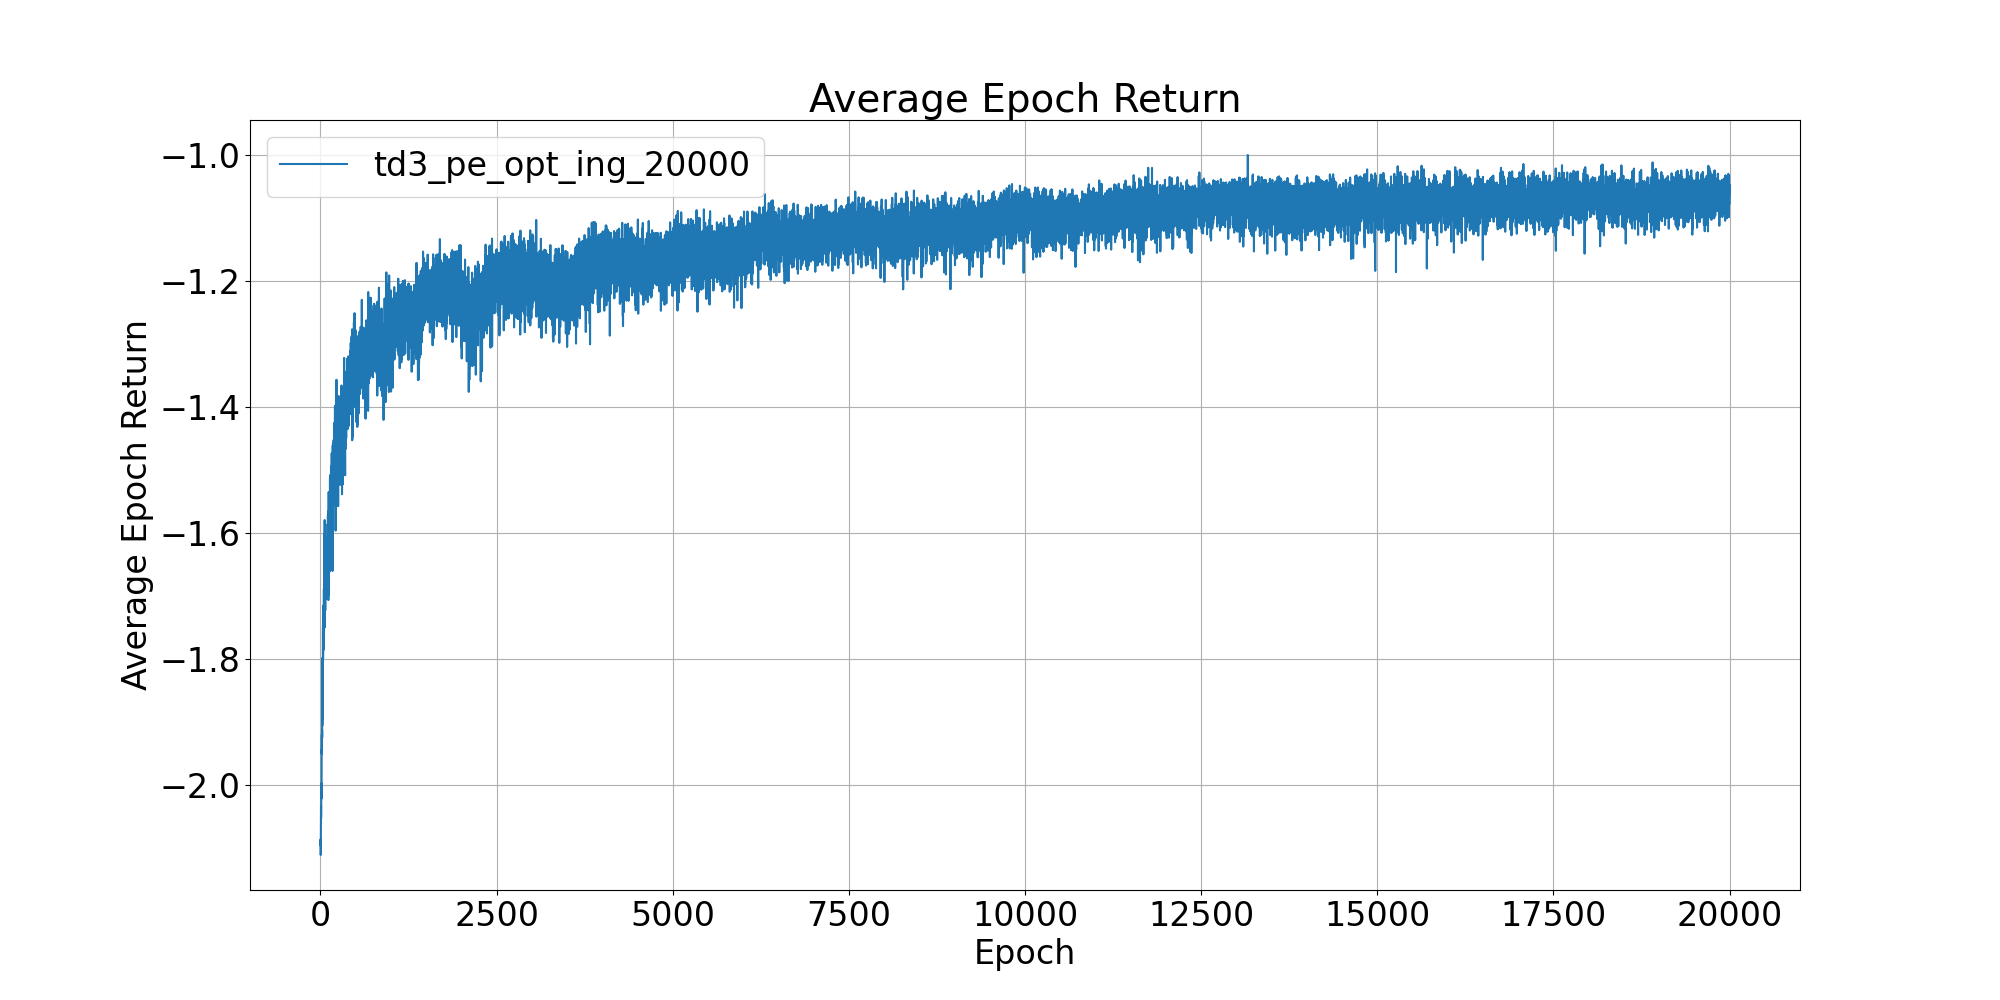 Average Epoch Return
td3_pe_opt_ing_20000
Average Epoch Return
−1.0
−1.2
−1.4
−1.6
−1.8
−2.0
0 2500 5000 7500 10000 12500 15000 17500 20000
Epoch